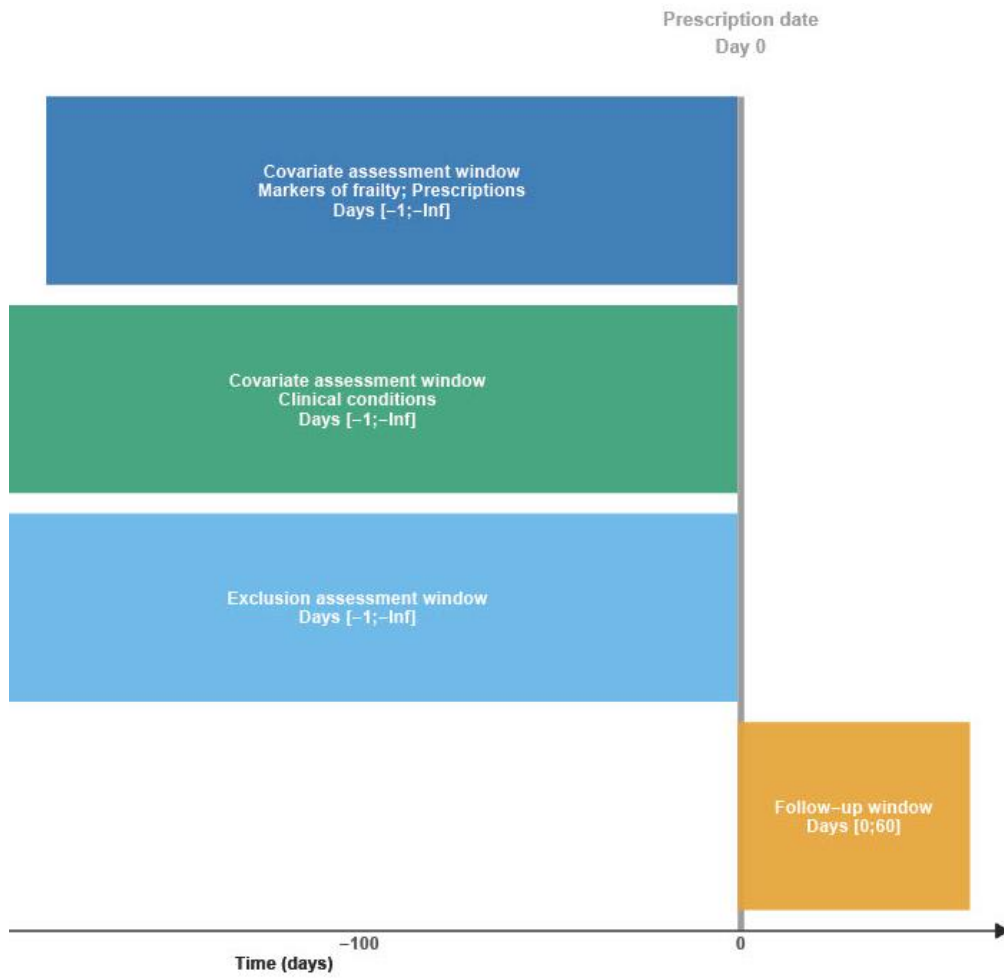 Prescription date
Day 0
Covariate assessment window
Markers of frailty; Prescriptions
Days [−1;−Inf]
Covariate assessment window
Clinical conditions
Days [−1;−Inf]
Exclusion assessment window
Days [−1;−Inf]
Follow−up window
Days [0;60]
−100
0
Time (days)